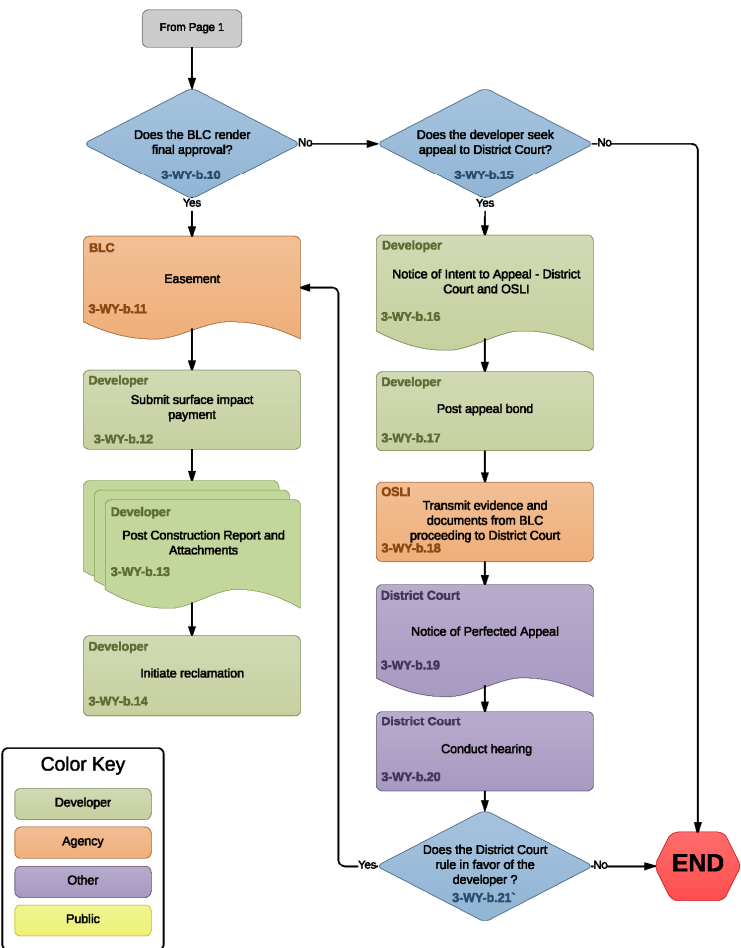 From Page 1
Does the BLC render
final approval?
3-WY-b.10
No
Yes
Does the developer seek
appeal to District Court?
3-WY-b.15
No
Yes
BLC
Easement
3-WY-b.11
Developer
Submit surface impact
payment
3-WY-b.12
Developer
Post Construction Report and
Attachments
3-WY-b.13
Developer
Initiate reclamation
3-WY-b.14
Developer
Notice of Intent to Appeal - District
Court and OSLI
3-WY-b.16
Developer
Post appeal bond
3-WY-b.17
OSLI
Transmit evidence and
documents from BLC
proceeding to District Court
3-WY-b.18
District Court
Notice of Perfected Appeal
3-WY-b.19
District Court
Conduct hearing
3-WY-b.20
Does the District Court
rule in favor of the
developer ?
3-WY-b.21`
Yes
No
END
Color Key
Developer
Agency
Other
Public